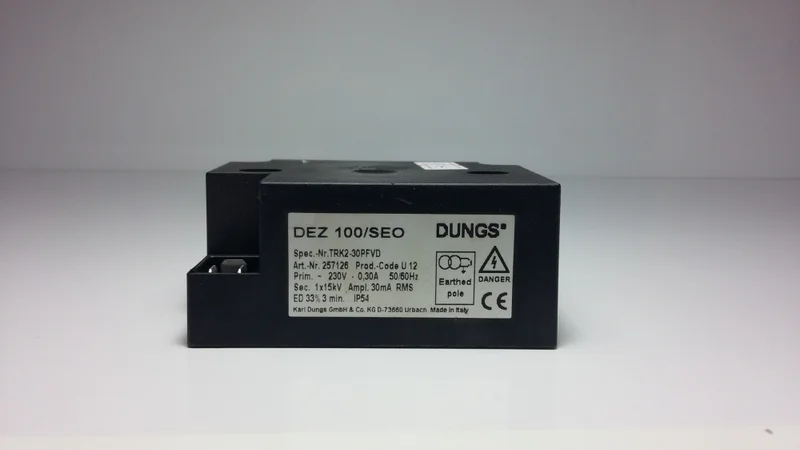 DEZ 100/SEO
DUNGS®
Spec.-Nr.TRK2-30PFVD
Art.-Nr. 257126 Prod.-Code U 12
Prim. ~ 230V - 0,30A 50/60Hz
Sec. 1x15kV Ampl. 30mA RMS
ED 33% 3 min. IP54
Earthed
pole
DANGER
CE
Karl Dungs GmbH & Co. KG D-73660 Urbach Made in Italy